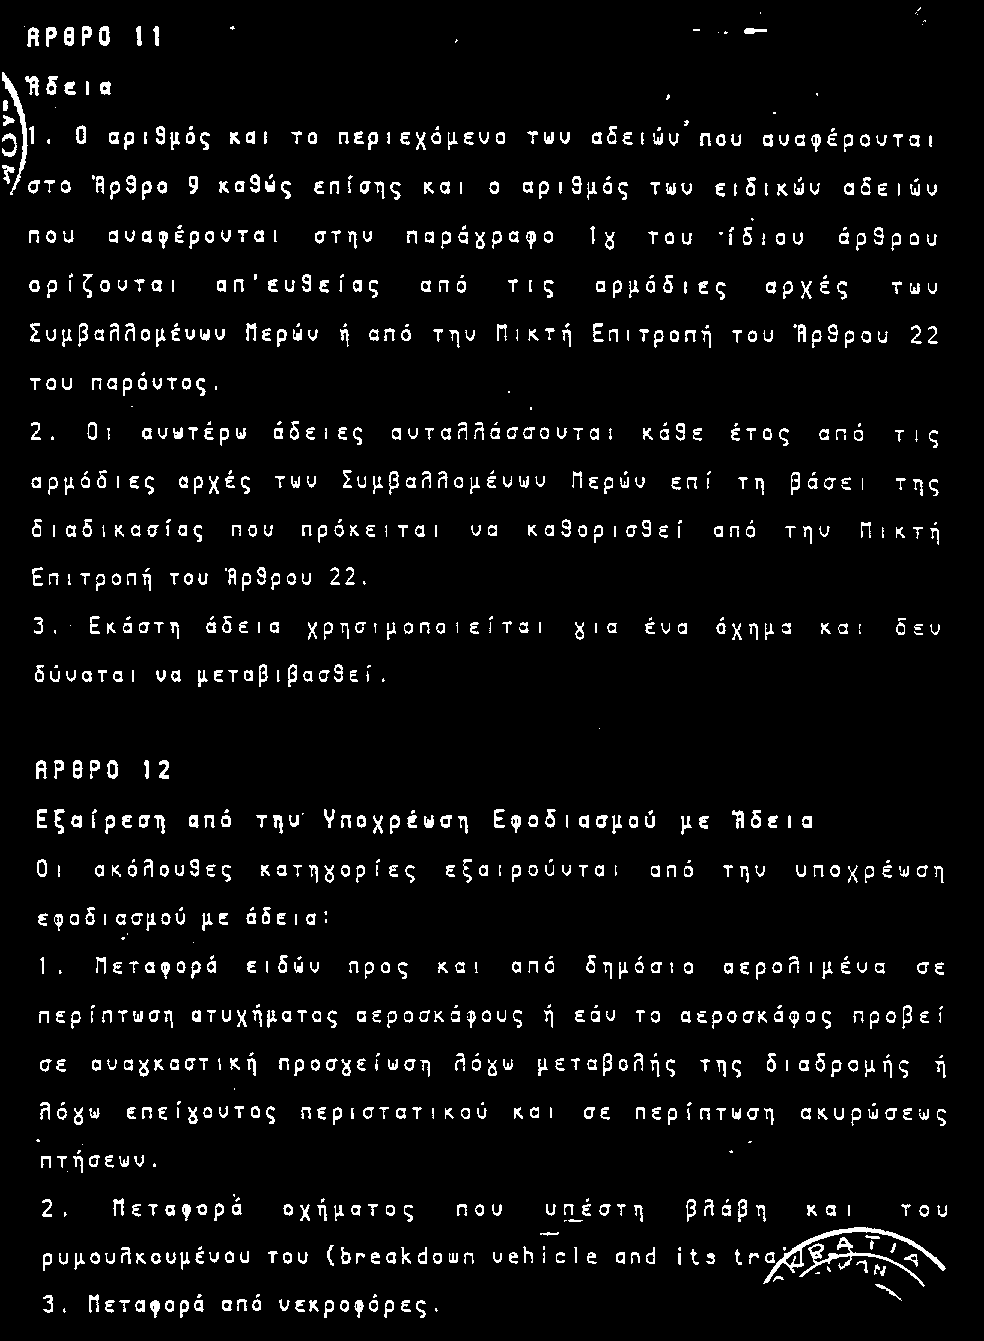 ΑΡΘΡΟ 11
Άδεια
1. Ο αριθμός και το περιεχόμενο των αδειών που αναφέρονται
στο Άρθρο 9 καθώς επίσης και ο αριθμός των ειδικών αδειών
που αναφέρονται στην παράγραφο 1γ του ίδιου άρθρου
ορίζονται απ'ευθείας από τις αρμόδιες αρχές των
Συμβαλλομένων Μερών ή από την Μικτή Επιτροπή του Άρθρου 22
του παρόντος.
2. Οι ανωτέρω άδειες ανταλλάσσονται κάθε έτος από τις
αρμόδιες αρχές των Συμβαλλομένων Μερών επί τη βάσει της
διαδικασίας που πρόκειται να καθορισθεί από την Μικτή
Επιτροπή του Άρθρου 22.
3. Εκάστη άδεια χρησιμοποιείται για ένα όχημα και δεν
δύναται να μεταβιβασθεί.
ΑΡΘΡΟ 12
Εξαίρεση από την Υποχρέωση Εφοδιασμού με Άδεια
Οι ακόλουθες κατηγορίες εξαιρούνται από την υποχρέωση
εφοδιασμού με άδεια:
1. Μεταφορά ειδών προς και από δημόσιο αερολιμένα σε
περίπτωση ατυχήματος αεροσκάφους ή εάν το αεροσκάφος προβεί
σε αναγκαστική προσγείωση λόγω μεταβολής της διαδρομής ή
λόγω επείγοντος περιστατικού και σε περίπτωση ακυρώσεως
πτήσεων.
2. Μεταφορά οχήματος που υπέστη βλάβη και του
ρυμουλκουμένου του (breakdown vehicle and its
3. Μεταφορά από νεκροφόρες.